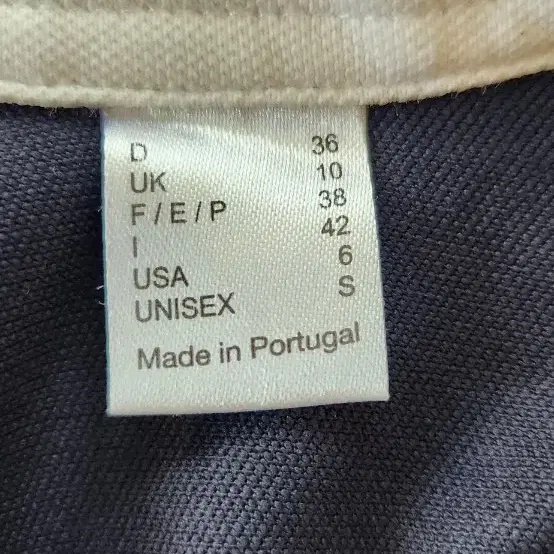 D 36
UK 10
F / E / P 38
I 42
USA 6
UNISEX S
Made in Portugal